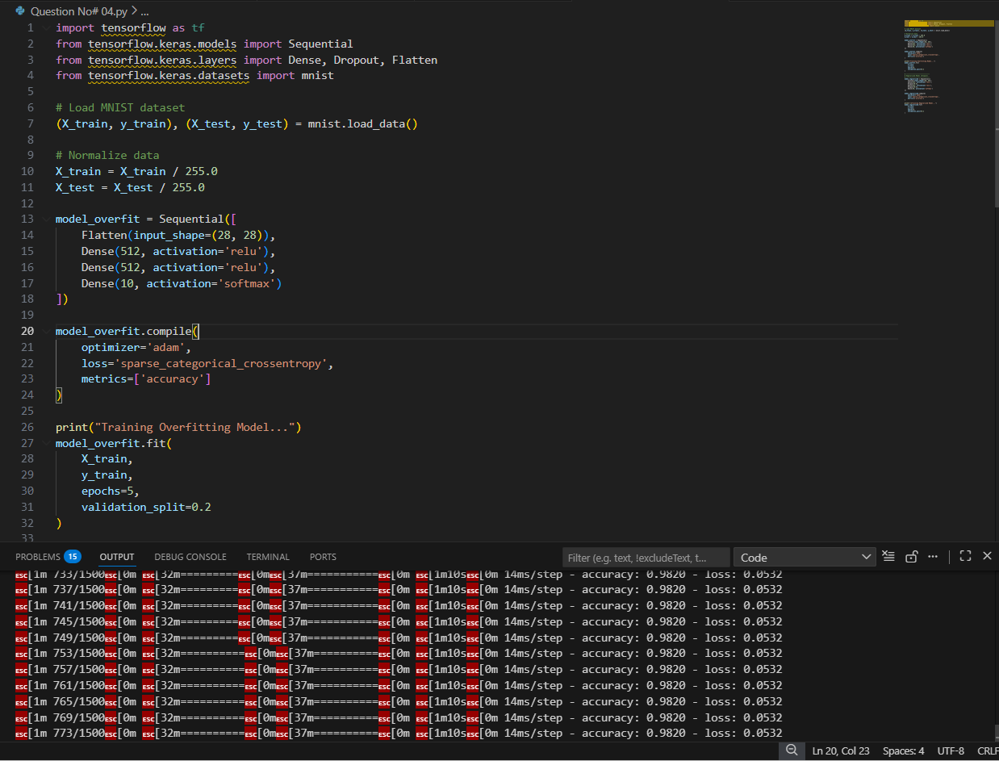 Question No# 04.py > ...
1 import tensorflow as tf
2 from tensorflow.keras.models import Sequential
3 from tensorflow.keras.layers import Dense, Dropout, Flatten
4 from tensorflow.keras.datasets import mnist
5
6 # Load MNIST dataset
7 (X_train, y_train), (X_test, y_test) = mnist.load_data()
8
9 # Normalize data
10 X_train = X_train / 255.0
11 X_test = X_test / 255.0
12
13 model_overfit = Sequential([
14     Flatten(input_shape=(28, 28)),
15     Dense(512, activation='relu'),
16     Dense(512, activation='relu'),
17     Dense(10, activation='softmax')
18 ])
19
20 model_overfit.compile(
21     optimizer='adam',
22     loss='sparse_categorical_crossentropy',
23     metrics=['accuracy']
24 )
25
26 print("Training Overfitting Model...")
27 model_overfit.fit(
28     X_train,
29     y_train,
30     epochs=5,
31     validation_split=0.2
32 )
33
PROBLEMS 15 OUTPUT DEBUG CONSOLE TERMINAL PORTS Filter (e.g. text, !excludeText, t... Code
ESC[1m 733/1500ESC[0m ESC[32m=========ESC[0mESC[37m===========ESC[0m ESC[1m10sESC[0m 14ms/step - accuracy: 0.9820 - loss: 0.0532
ESC[1m 737/1500ESC[0m ESC[32m=========ESC[0mESC[37m===========ESC[0m ESC[1m10sESC[0m 14ms/step - accuracy: 0.9820 - loss: 0.0532
ESC[1m 741/1500ESC[0m ESC[32m=========ESC[0mESC[37m===========ESC[0m ESC[1m10sESC[0m 14ms/step - accuracy: 0.9820 - loss: 0.0532
ESC[1m 745/1500ESC[0m ESC[32m=========ESC[0mESC[37m===========ESC[0m ESC[1m10sESC[0m 14ms/step - accuracy: 0.9820 - loss: 0.0532
ESC[1m 749/1500ESC[0m ESC[32m=========ESC[0mESC[37m===========ESC[0m ESC[1m10sESC[0m 14ms/step - accuracy: 0.9820 - loss: 0.0532
ESC[1m 753/1500ESC[0m ESC[32m==========ESC[0mESC[37m==========ESC[0m ESC[1m10sESC[0m 14ms/step - accuracy: 0.9820 - loss: 0.0532
ESC[1m 757/1500ESC[0m ESC[32m==========ESC[0mESC[37m==========ESC[0m ESC[1m10sESC[0m 14ms/step - accuracy: 0.9820 - loss: 0.0532
ESC[1m 761/1500ESC[0m ESC[32m==========ESC[0mESC[37m==========ESC[0m ESC[1m10sESC[0m 14ms/step - accuracy: 0.9820 - loss: 0.0532
ESC[1m 765/1500ESC[0m ESC[32m==========ESC[0mESC[37m==========ESC[0m ESC[1m10sESC[0m 14ms/step - accuracy: 0.9820 - loss: 0.0532
ESC[1m 769/1500ESC[0m ESC[32m==========ESC[0mESC[37m==========ESC[0m ESC[1m10sESC[0m 14ms/step - accuracy: 0.9820 - loss: 0.0532
ESC[1m 773/1500ESC[0m ESC[32m==========ESC[0mESC[37m==========ESC[0m ESC[1m10sESC[0m 14ms/step - accuracy: 0.9820 - loss: 0.0532
Ln 20, Col 23 Spaces: 4 UTF-8 CRLF